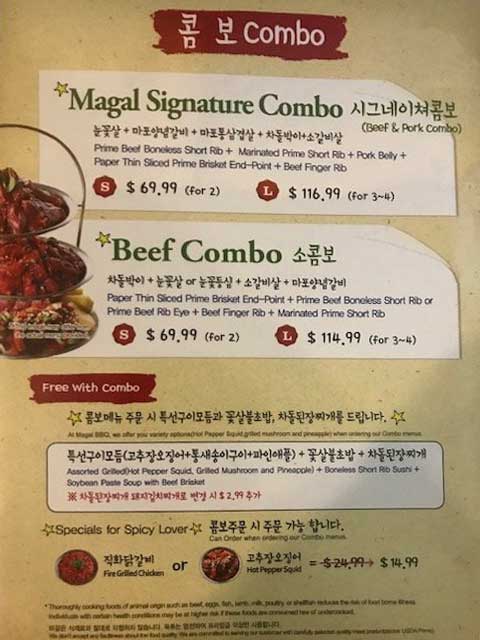 콤 보 Combo
Magal Signature Combo 시그네이쳐콤보
(Beef & Pork Combo)
눈꽃살 + 마포양념갈비 + 마포통삼겹살 + 차돌박이+소갈비살
Prime Beef Boneless Short Rib + Marinated Prime Short Rib + Pork Belly +
Paper Thin Sliced Prime Brisket End-Point + Beef Finger Rib
S $ 69.99 (for 2) L $ 116.99 (for 3~4)
Beef Combo 소콤보
차돌박이 + 눈꽃살 or 눈꽃등심 + 소갈비살 + 마포양념갈비
Paper Thin Sliced Prime Brisket End-Point + Prime Beef Boneless Short Rib or
Prime Beef Rib Eye + Beef Finger Rib + Marinated Prime Short Rib
S $ 69.99 (for 2) L $ 114.99 (for 3~4)
Free With Combo
콤보메뉴 주문 시 특선구이모듬과 꽃살불초밥, 차돌된장찌개를 드립니다.
At Magal BBQ, we offer you variety options(Hot Pepper Squid,grilled mushroom and pineapple) when ordering our Combo menus.
특선구이모듬(고추장오징어+통새송이구이+파인애플) + 꽃살불초밥 + 차돌된장찌개
Assorted Grilled(Hot Pepper Squid, Grilled Mushroom and Pineapple) + Boneless Short Rib Sushi +
Soybean Paste Soup with Beef Brisket
※ 차돌된장찌개 돼지김치찌개로 변경 시 $ 2.99 추가
Specials for Spicy Lover 콤보주문 시 주문 가능 합니다.
Can Order when ordering our Combo menus.
직화닭갈비
Fire Grilled Chicken
or
고추장오징어
Hot Pepper Squid
= $ 24.99 → $ 14.99
* Thoroughly cooking foods of animal origin such as beef, eggs, fish, lamb, milk, poultry, or shellfish reduces the risk of food borne illness.
Individuals with certain health conditions may be at higher risk if these foods are consumed raw or undercooked.